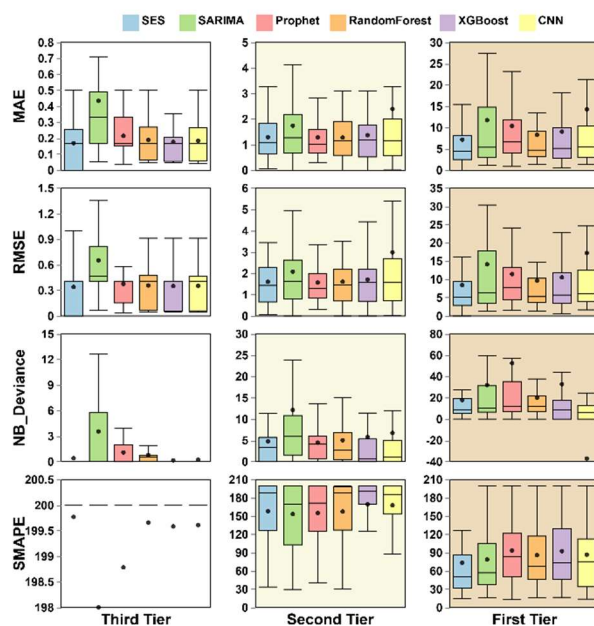 SES SARIMA Prophet RandomForest XGBoost CNN
MAE
0.8 0.7 0.6 0.5 0.4 0.3 0.2 0.1 0
5 4 3 2 1 0
30 25 20 15 10 5 0
RMSE
1.5 1.2 0.9 0.6 0.3 0
6 5 4 3 2 1 0
35 30 25 20 15 10 5 0
NB_Deviance
15 12 9 6 3 0
30 25 20 15 10 5 0
80 60 40 20 0 -20 -40
SMAPE
200.5 200 199.5 199 198.5 198
210 180 150 120 90 60 30 0
210 180 150 120 90 60 30 0
Third Tier Second Tier First Tier